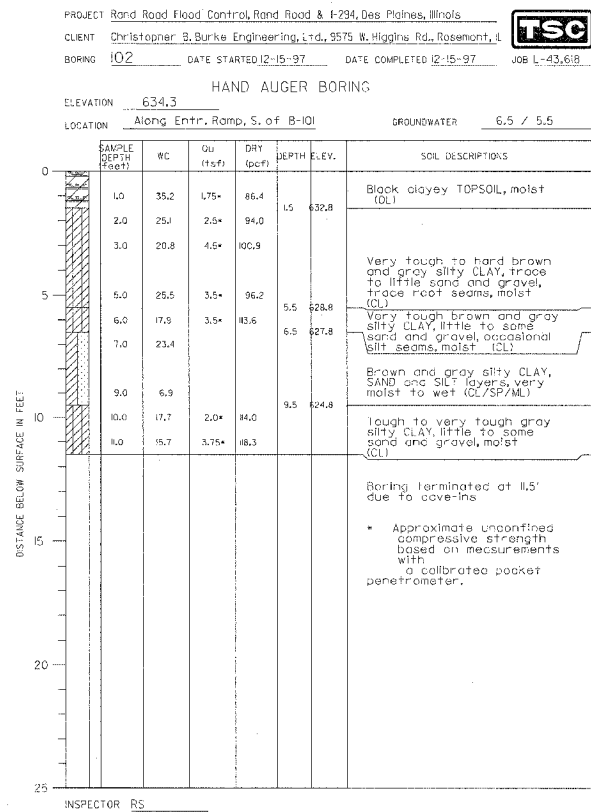 PROJECT Rand Road Flood Control, Rand Road & I-294, Des Plaines, Illinois
TSC
CLIENT Christopher B. Burke Engineering, Ltd., 9575 W. Higgins Rd., Rosemont, IL
BORING 102 DATE STARTED 12-15-97 DATE COMPLETED 12-15-97 JOB L-43,618
HAND AUGER BORING
ELEVATION 634.3
LOCATION Along Entr. Ramp, S. of B-101 GROUNDWATER 6.5 / 5.5
SAMPLE DEPTH (feet) WC Qu (tsf) DRY (pcf) DEPTH ELEV. SOIL DESCRIPTIONS
0
1.0 35.2 1.75* 86.4
Black clayey TOPSOIL, moist
(OL)
1.5 632.8
2.0 25.1 2.5* 94.0
3.0 20.8 4.5* 100.9
Very tough to hard brown
and gray silty CLAY, trace
to little sand and gravel,
trace root seams, moist
(CL)
5
5.0 25.5 3.5* 96.2
5.5 628.8
6.0 17.9 3.5* 113.6
Very tough brown and gray
silty CLAY, little to some
sand and gravel, occasional
silt seams, moist (CL)
6.5 627.8
7.0 23.4
Brown and gray silty CLAY,
SAND and SILT layers, very
moist to wet (CL/SP/ML)
9.0 6.9
9.5 624.8
10
10.0 17.7 2.0* 114.0
11.0 15.7 3.75* 118.3
Tough to very tough gray
silty CLAY, little to some
sand and gravel, moist
(CL)
Boring terminated at 11.5'
due to cave-ins
* Approximate unconfined
compressive strength
based on measurements
with
a calibrated pocket
penetrometer.
15
20
25
DISTANCE BELOW SURFACE IN FEET
INSPECTOR RS